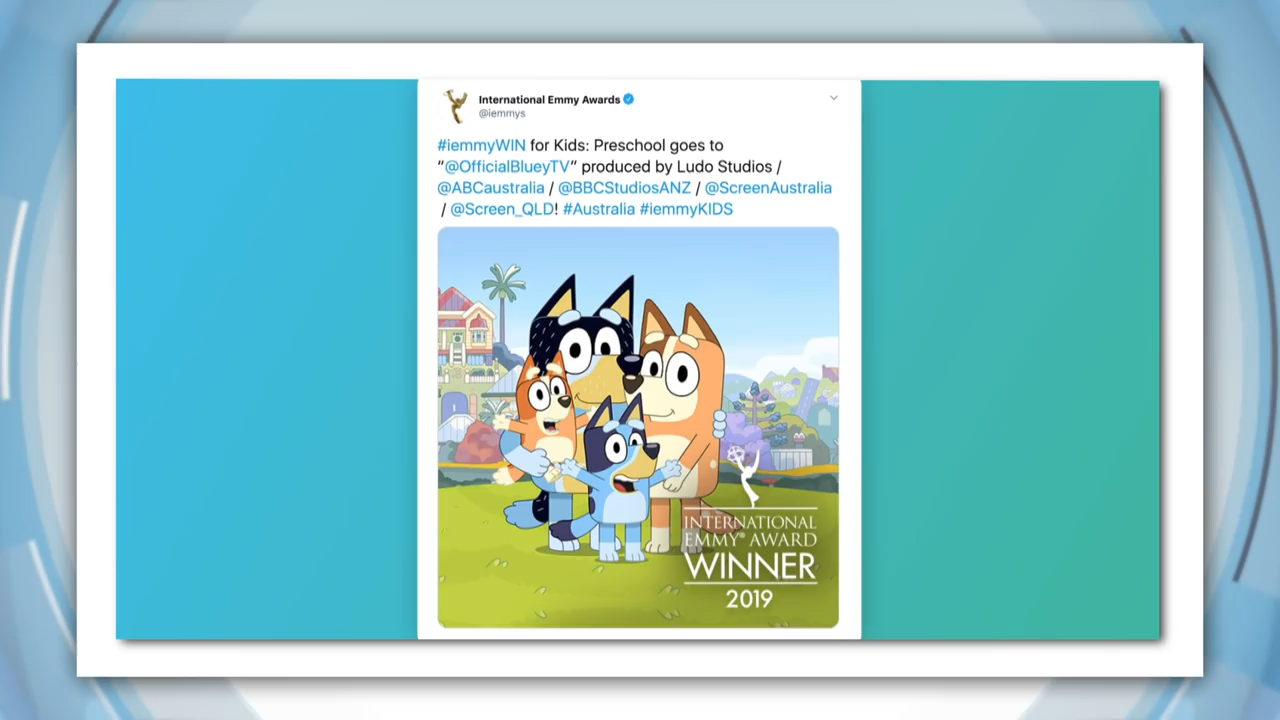 International Emmy Awards
@iemmys
#iemmyWIN for Kids: Preschool goes to
"@OfficialBlueyTV" produced by Ludo Studios /
@ABCaustralia / @BBCStudiosANZ / @ScreenAustralia
/ @Screen_QLD! #Australia #iemmyKIDS
INTERNATIONAL
EMMY® AWARD
WINNER
2019